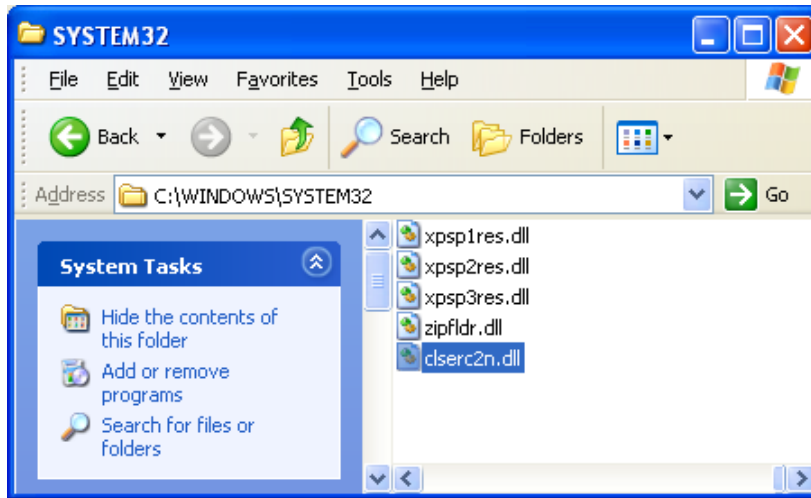 SYSTEM32
File Edit View Favorites Tools Help
Back Search Folders
Address C:\WINDOWS\SYSTEM32 Go
System Tasks
Hide the contents of
this folder
Add or remove
programs
Search for files or
folders
xpsp1res.dll
xpsp2res.dll
xpsp3res.dll
zipfldr.dll
clserc2n.dll